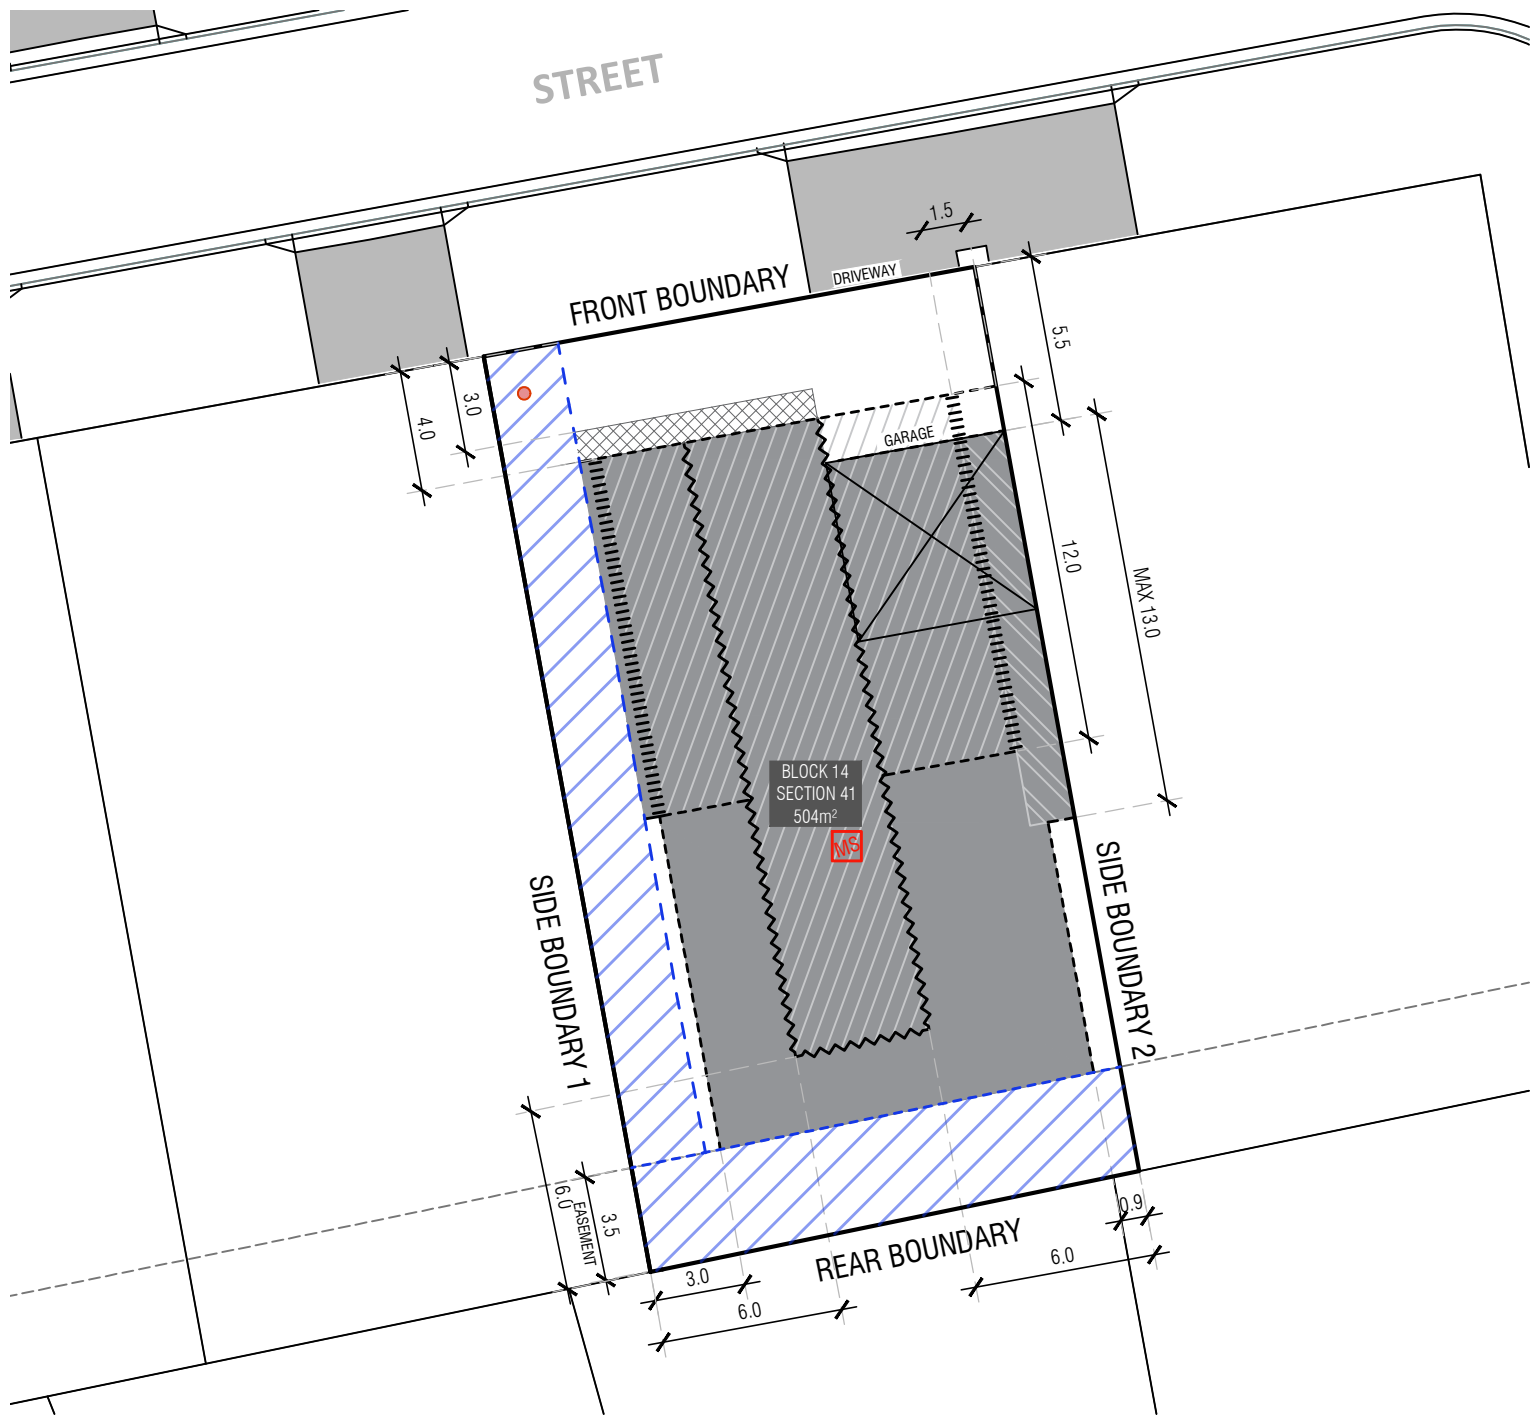 STREET
1.5
DRIVEWAY
FRONT BOUNDARY
5.5
3.0
4.0
GARAGE
12.0
MAX 13.0
BLOCK 14
SECTION 41
504m²
MS
SIDE BOUNDARY 1
SIDE BOUNDARY 2
6.0
EASEMENT
3.5
0.9
REAR BOUNDARY
6.0
3.0
6.0